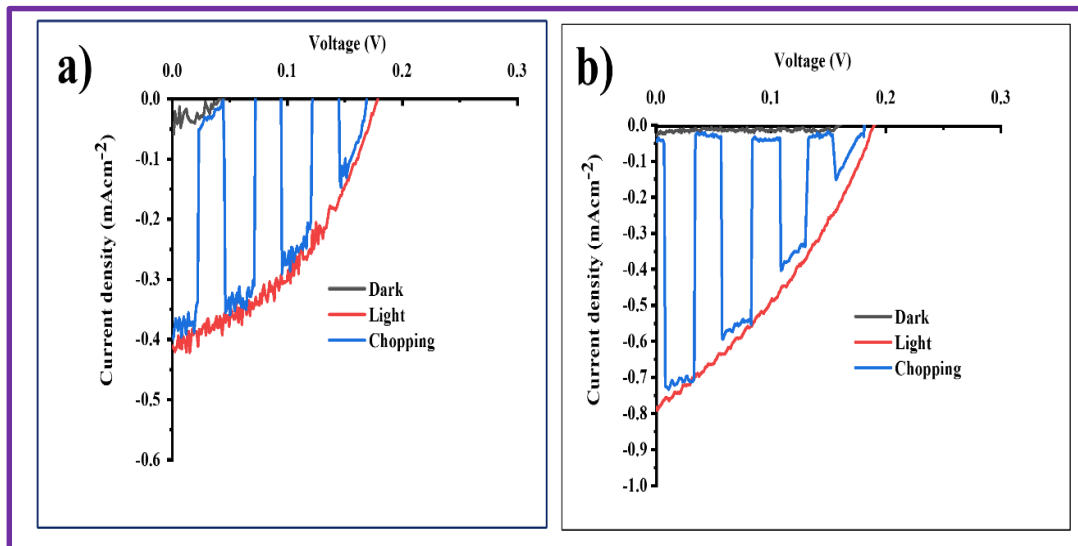 a)
Voltage (V)
0.0 0.1 0.2 0.3
0.0
-0.1
-0.2
-0.3
-0.4
-0.5
-0.6
Current density (mAcm⁻²)
Dark
Light
Chopping
b)
Voltage (V)
0.0 0.1 0.2 0.3
0.0
-0.1
-0.2
-0.3
-0.4
-0.5
-0.6
-0.7
-0.8
-0.9
-1.0
Current density (mAcm⁻²)
Dark
Light
Chopping